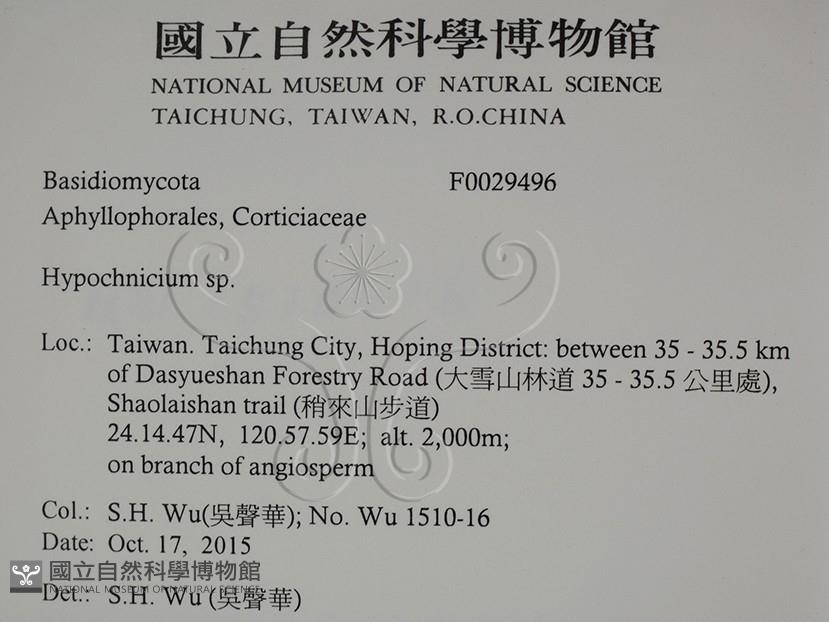 國立自然科學博物館
NATIONAL MUSEUM OF NATURAL SCIENCE
TAICHUNG, TAIWAN, R.O.CHINA
Basidiomycota F0029496
Aphyllophorales, Corticiaceae
Hypochnicium sp.
Loc.: Taiwan. Taichung City, Hoping District: between 35 - 35.5 km
of Dasyueshan Forestry Road (大雪山林道 35 - 35.5 公里處),
Shaolaishan trail (稍來山步道)
24.14.47N, 120.57.59E; alt. 2,000m;
on branch of angiosperm
Col.: S.H. Wu(吳聲華); No. Wu 1510-16
Date: Oct. 17, 2015
國立自然科學博物館
NATIONAL MUSEUM OF NATURAL SCIENCE
Det.: S.H. Wu (吳聲華)